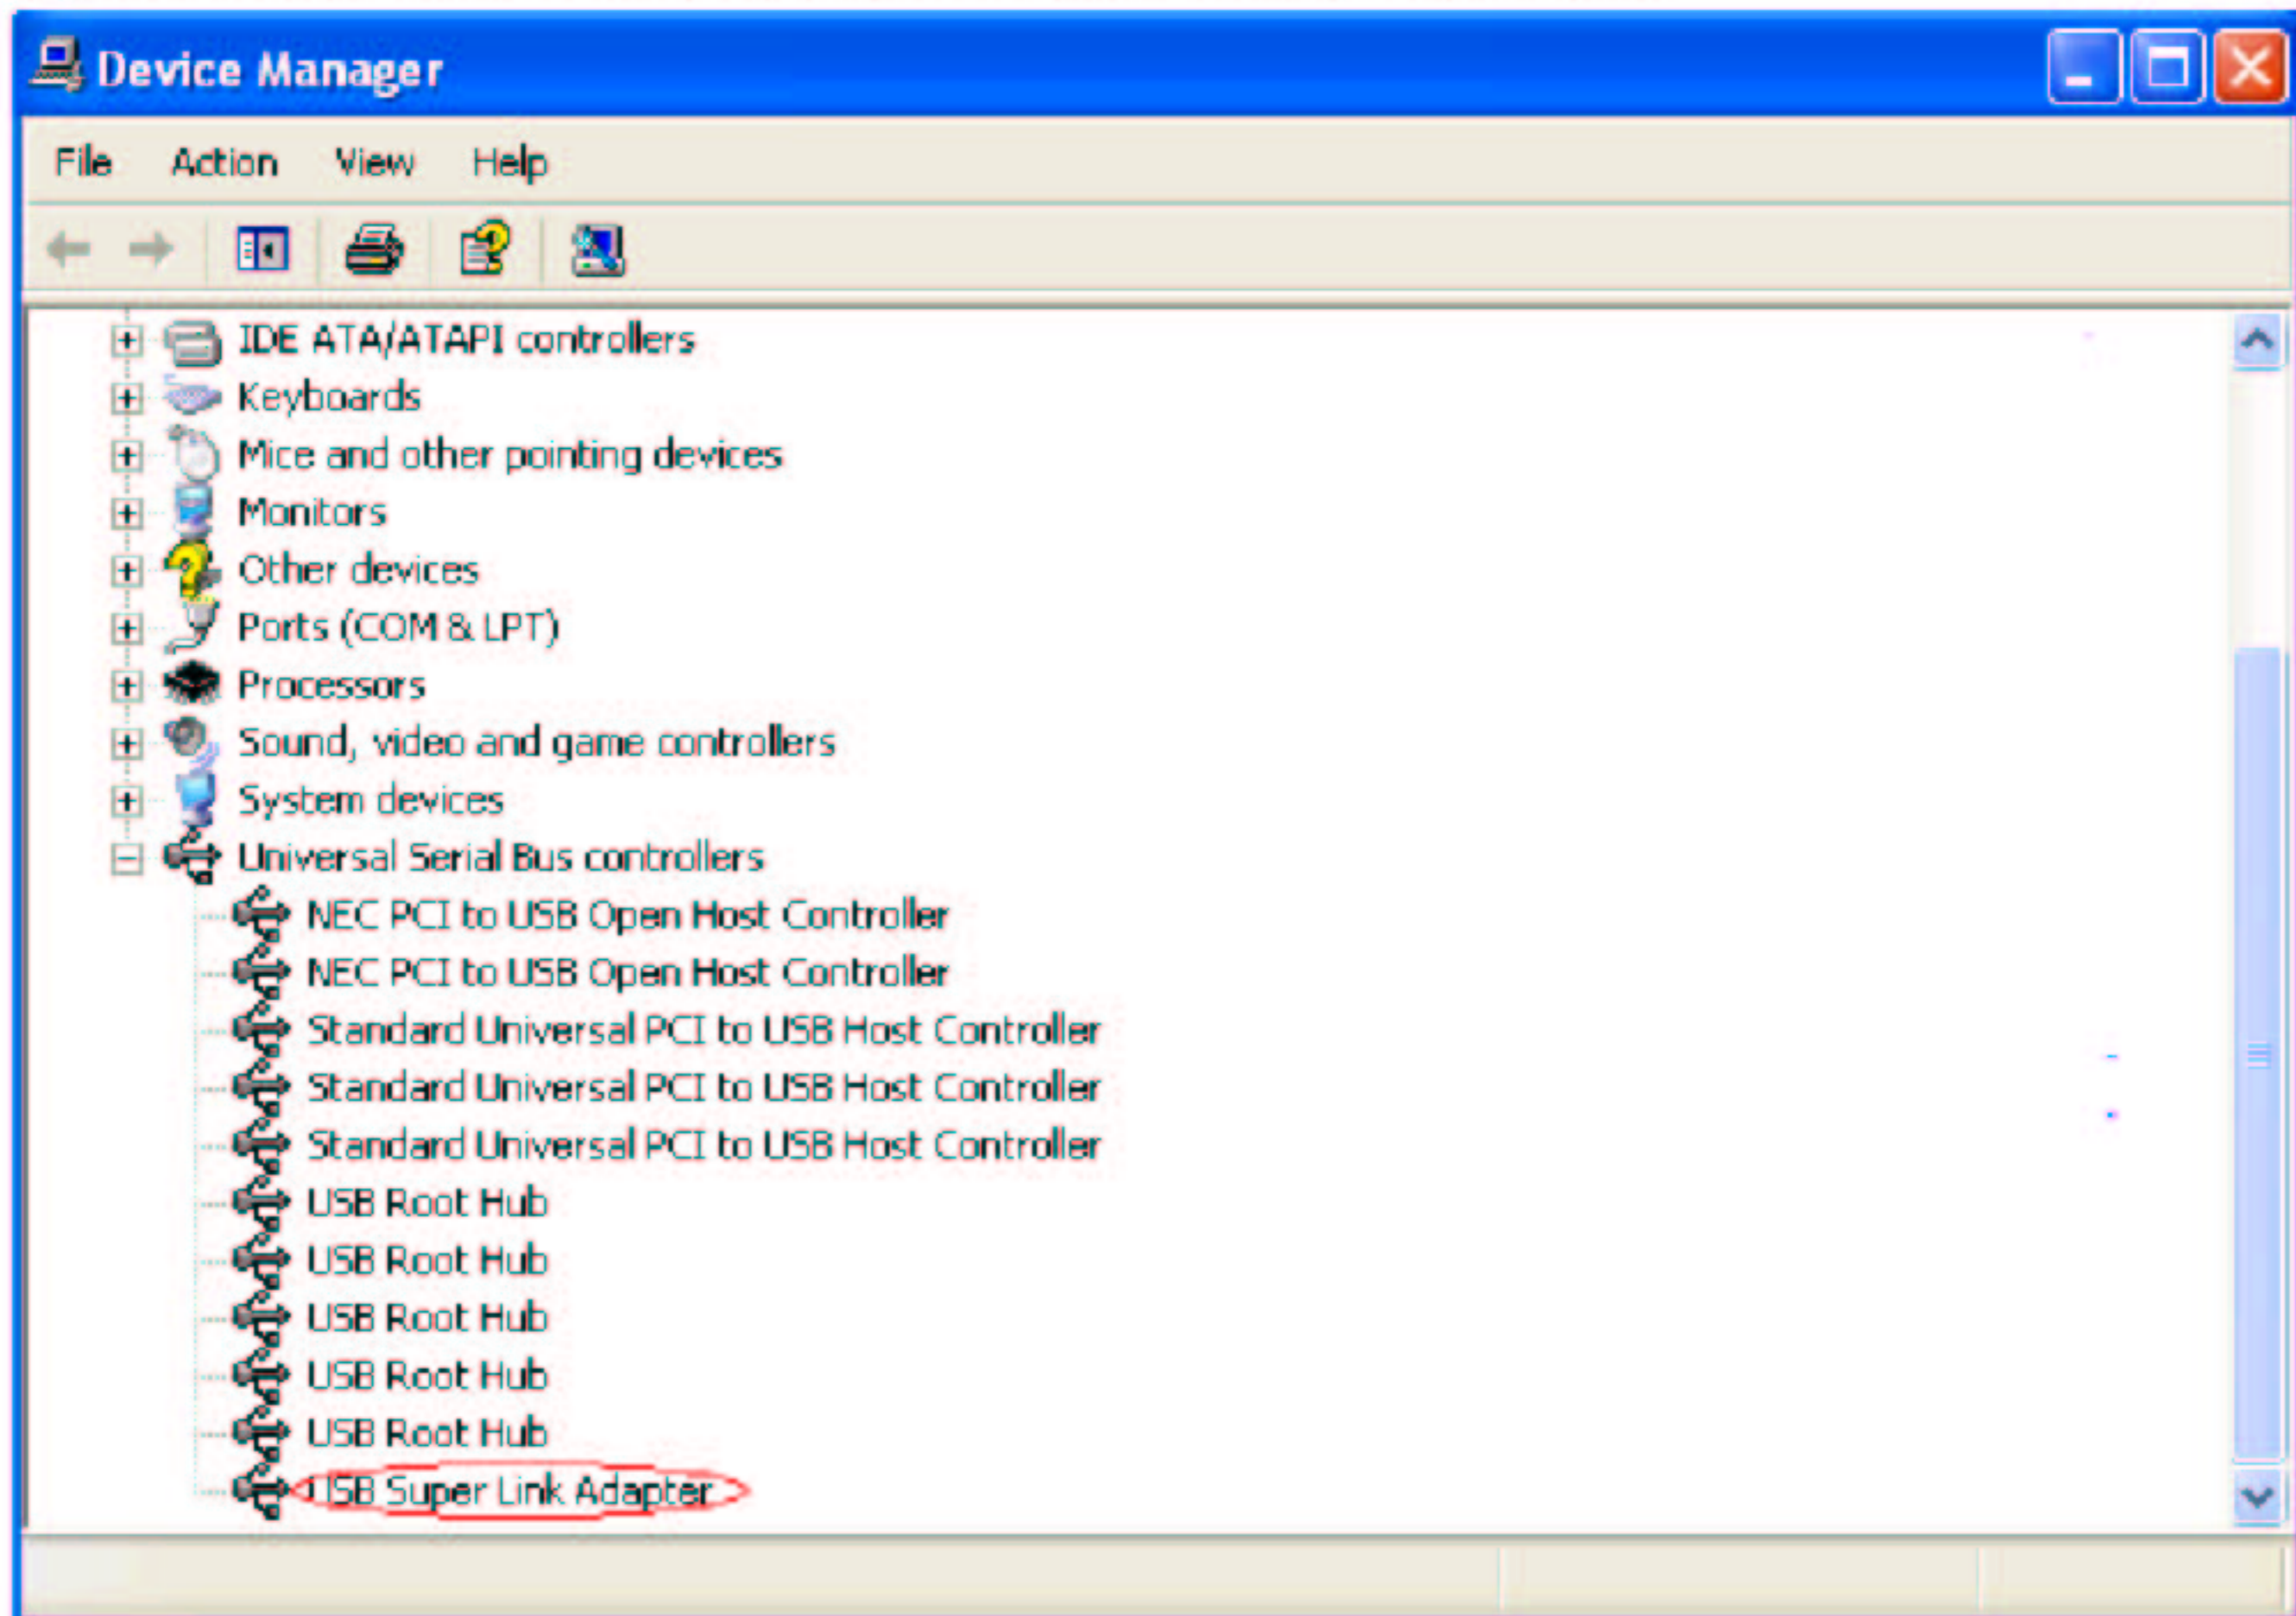 Device Manager
File Action View Help
IDE ATA/ATAPI controllers
Keyboards
Mice and other pointing devices
Monitors
Other devices
Ports (COM & LPT)
Processors
Sound, video and game controllers
System devices
Universal Serial Bus controllers
NEC PCI to USB Open Host Controller
NEC PCI to USB Open Host Controller
Standard Universal PCI to USB Host Controller
Standard Universal PCI to USB Host Controller
Standard Universal PCI to USB Host Controller
USB Root Hub
USB Root Hub
USB Root Hub
USB Root Hub
USB Root Hub
USB Super Link Adapter